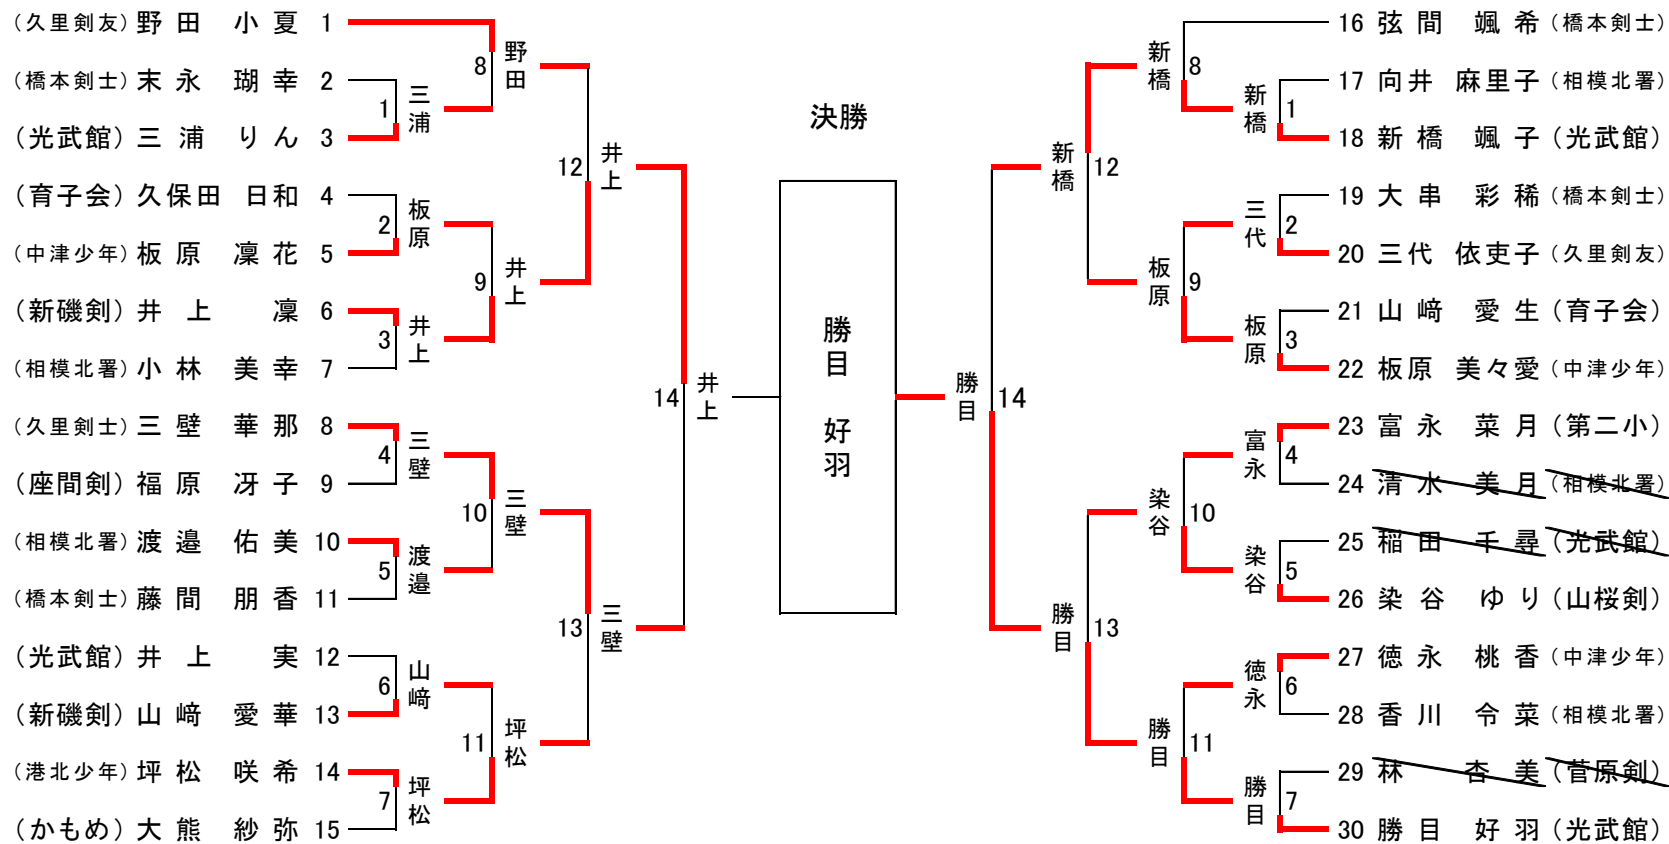 (久里剣友) 野田 小夏 1
(橋本剣士) 末永 瑚幸 2
(光武館) 三浦 りん 3
(育子会) 久保田 日和 4
(中津少年) 板原 凜花 5
(新磯剣) 井上 凛 6
(相模北署) 小林 美幸 7
(久里剣士) 三壁 華那 8
(座間剣) 福原 冴子 9
(相模北署) 渡邉 佑美 10
(橋本剣士) 藤間 朋香 11
(光武館) 井上 実 12
(新磯剣) 山﨑 愛華 13
(港北少年) 坪松 咲希 14
(かもめ) 大熊 紗弥 15
1 三浦
2 板原
3 井上
4 三壁
5 渡邉
6 山﨑
7 坪松
8 野田
9 井上
10 三壁
11 坪松
12 井上
13 三壁
14 井上
決勝
勝目 好羽
勝目 14
新橋 12
勝目 13
新橋 8
板原 9
染谷 10
勝目 11
新橋 1
三代 2
板原 3
富永 4
染谷 5
徳永 6
勝目 7
16 弦間 颯希 (橋本剣士)
17 向井 麻里子 (相模北署)
18 新橋 颯子 (光武館)
19 大串 彩稀 (橋本剣士)
20 三代 依吏子 (久里剣友)
21 山﨑 愛生 (育子会)
22 板原 美々愛 (中津少年)
23 富永 菜月 (第二小)
24 清水 美月 (相模北署)
25 稲田 千尋 (光武館)
26 染谷 ゆり (山桜剣)
27 徳永 桃香 (中津少年)
28 香川 令菜 (相模北署)
29 林 杏美 (菅原剣)
30 勝目 好羽 (光武館)